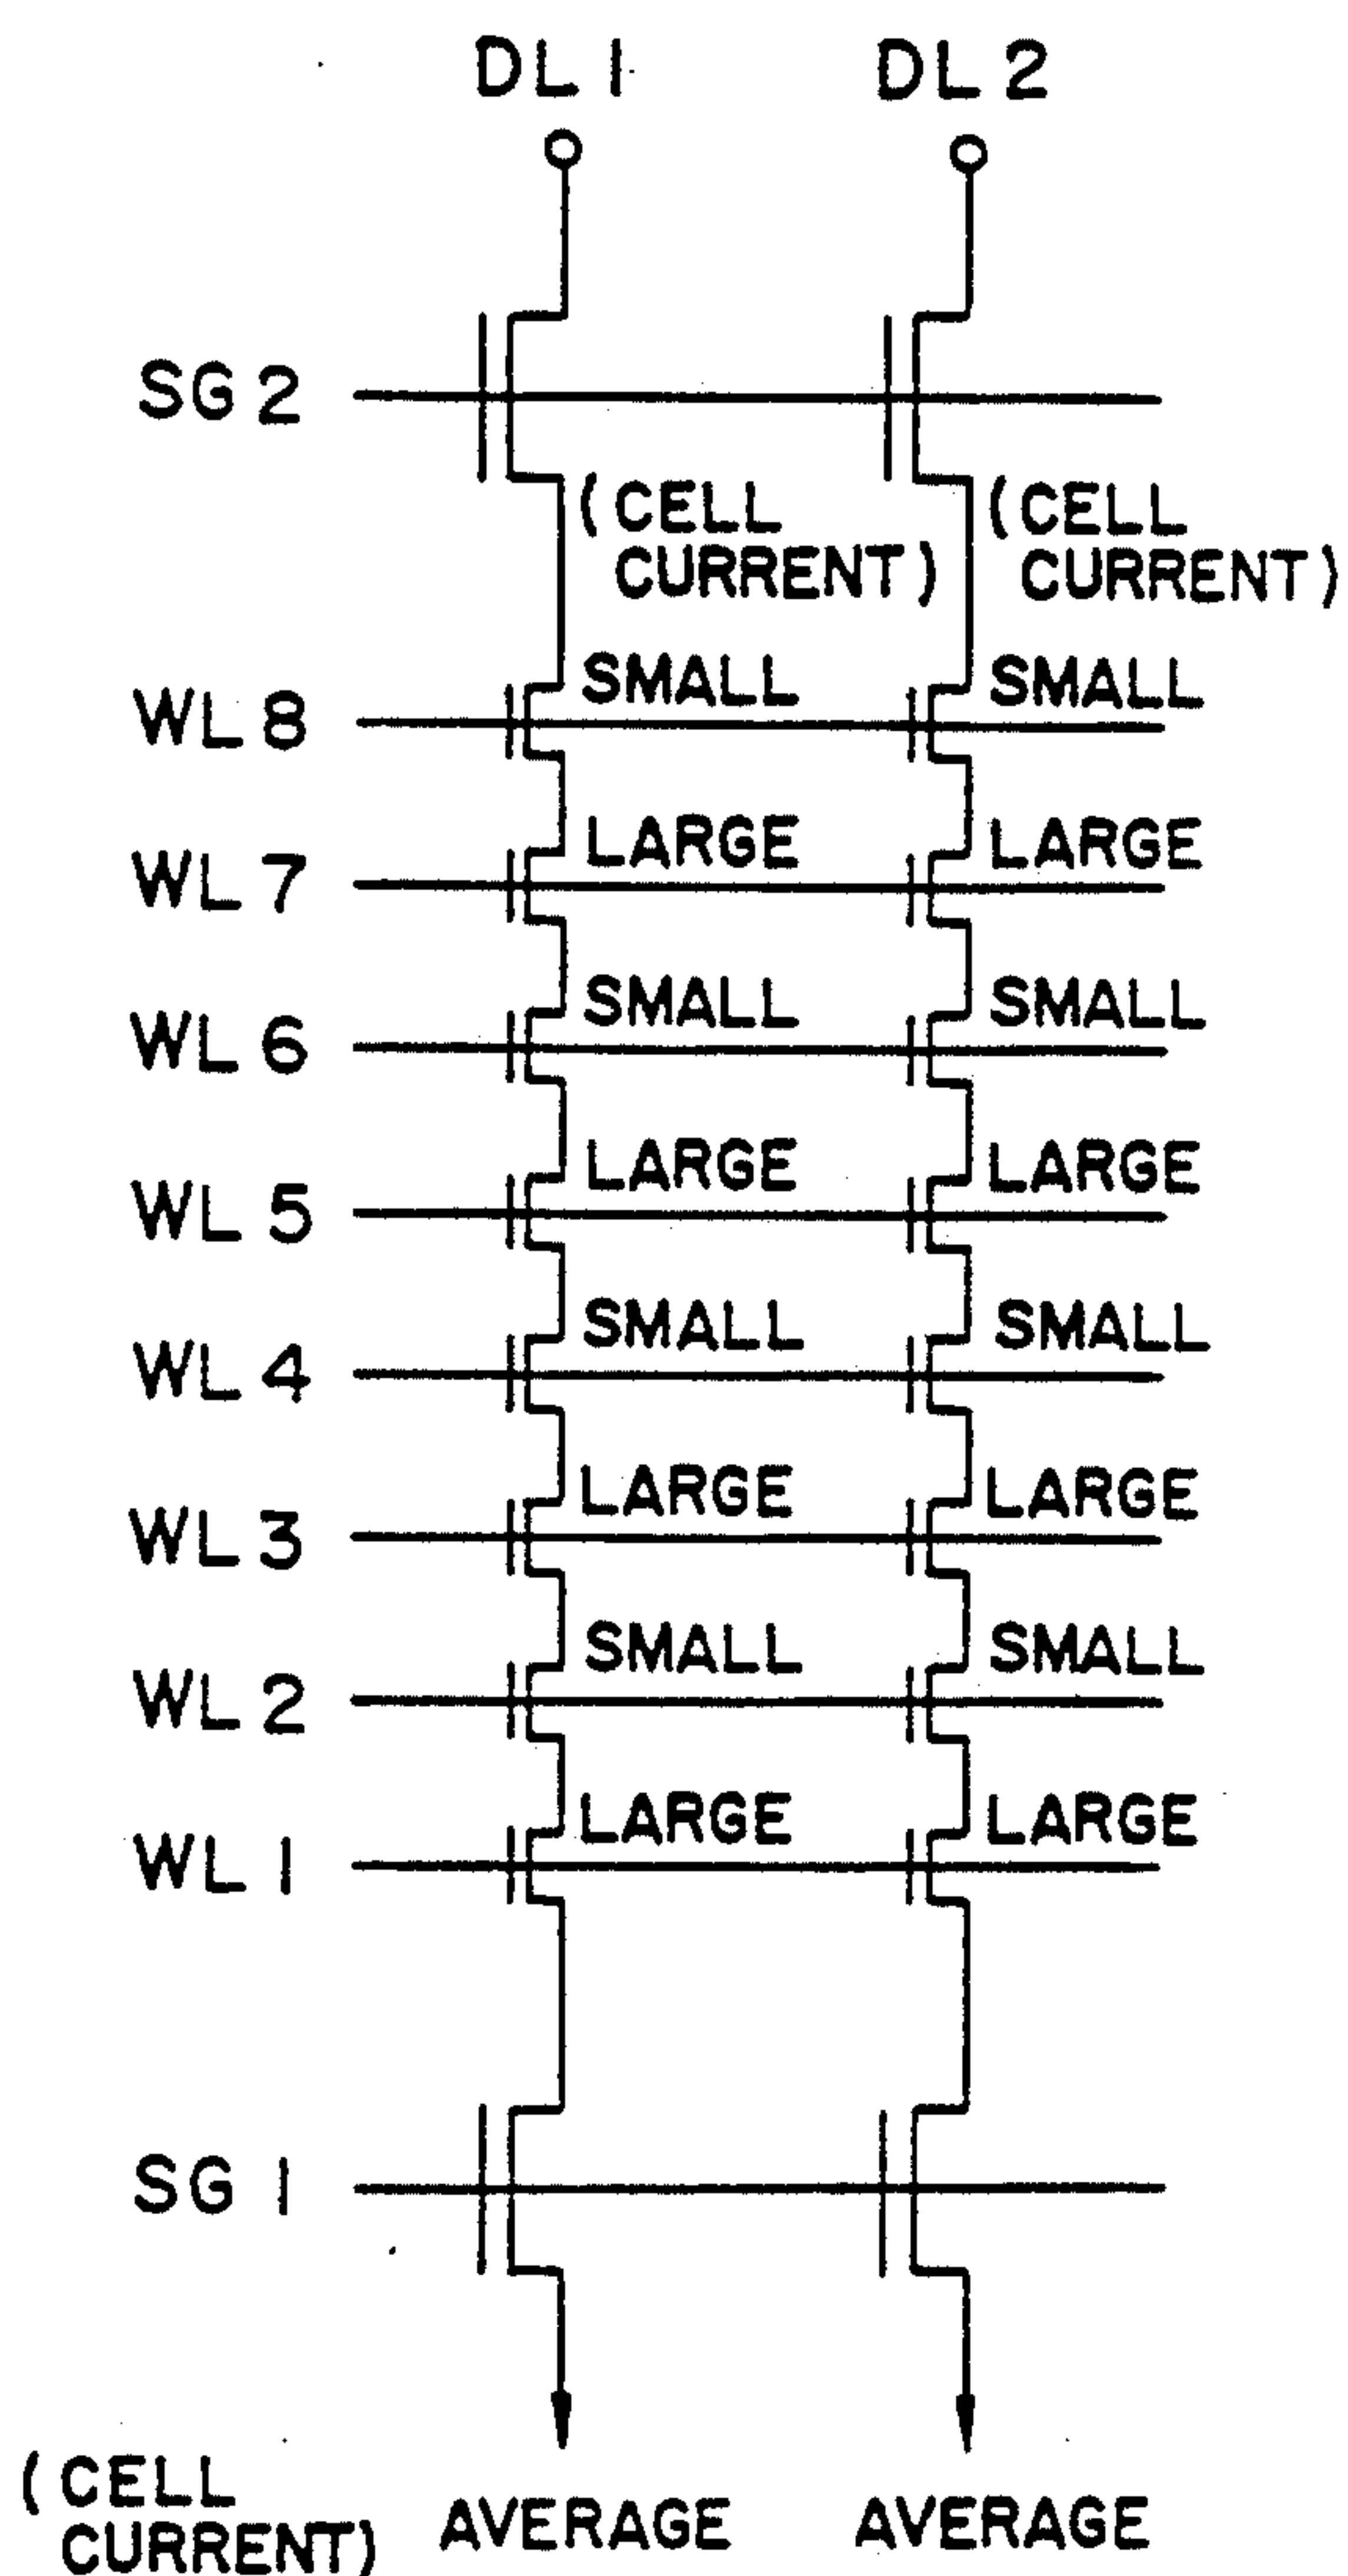 DL1 DL2
SG2
(CELL CURRENT) (CELL CURRENT)
WL8 SMALL SMALL
WL7 LARGE LARGE
WL6 SMALL SMALL
WL5 LARGE LARGE
WL4 SMALL SMALL
WL3 LARGE LARGE
WL2 SMALL SMALL
WL1 LARGE LARGE
SG1
(CELL CURRENT) AVERAGE AVERAGE